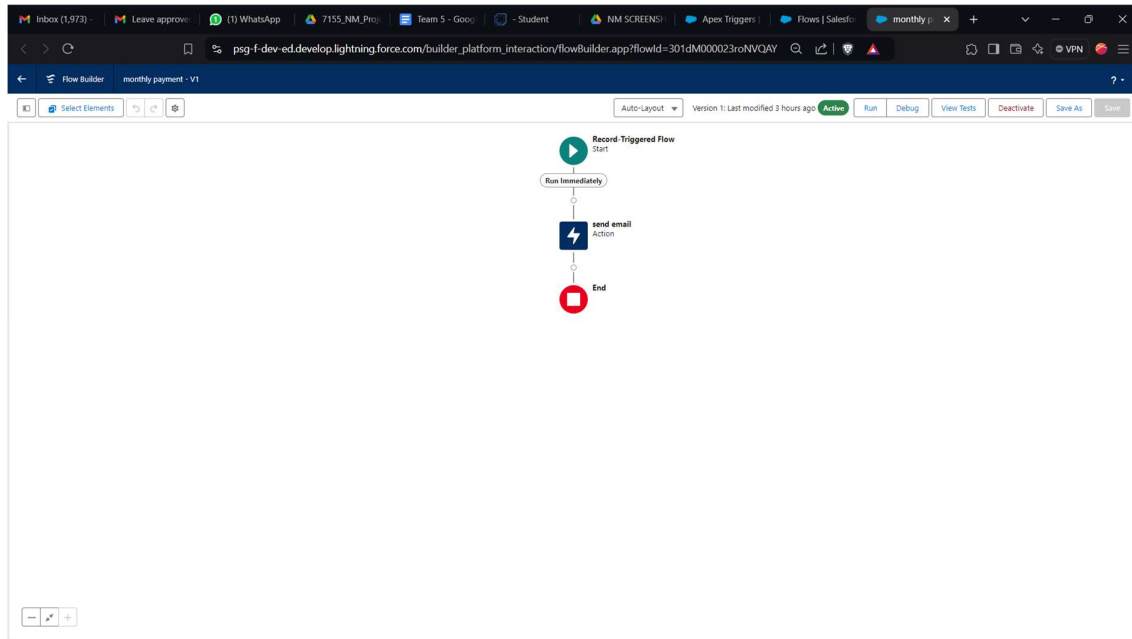 Inbox (1,973) - Leave approve (1) WhatsApp 7155_NM_Proj Team 5 - Goog - Student NM SCREENSH Apex Triggers | Flows | Salesfo monthly p
psg-f-dev-ed.develop.lightning.force.com/builder_platform_interaction/flowBuilder.app?flowId=301dM000023roNVQAY VPN
Flow Builder monthly payment - V1 ?
Select Elements Auto-Layout Version 1: Last modified 3 hours ago Active Run Debug View Tests Deactivate Save As Save
Record-Triggered Flow
Start
Run Immediately
send email
Action
End